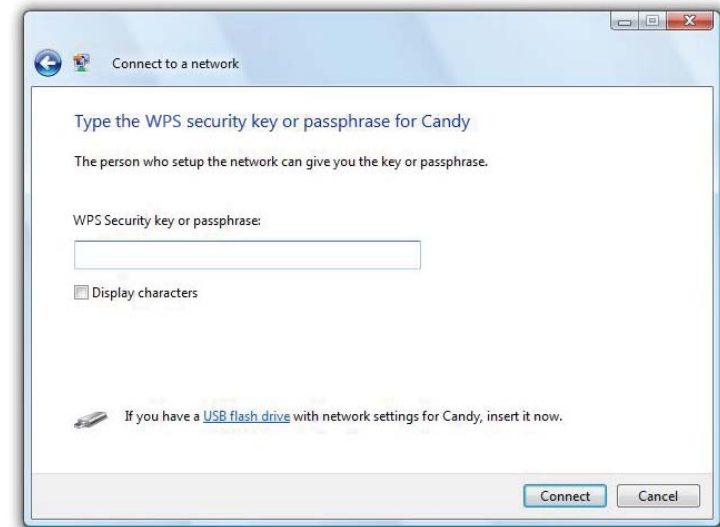 Connect to a network
Type the WPS security key or passphrase for Candy
The person who setup the network can give you the key or passphrase.
WPS Security key or passphrase:
Display characters
If you have a USB flash drive with network settings for Candy, insert it now.
Connect
Cancel